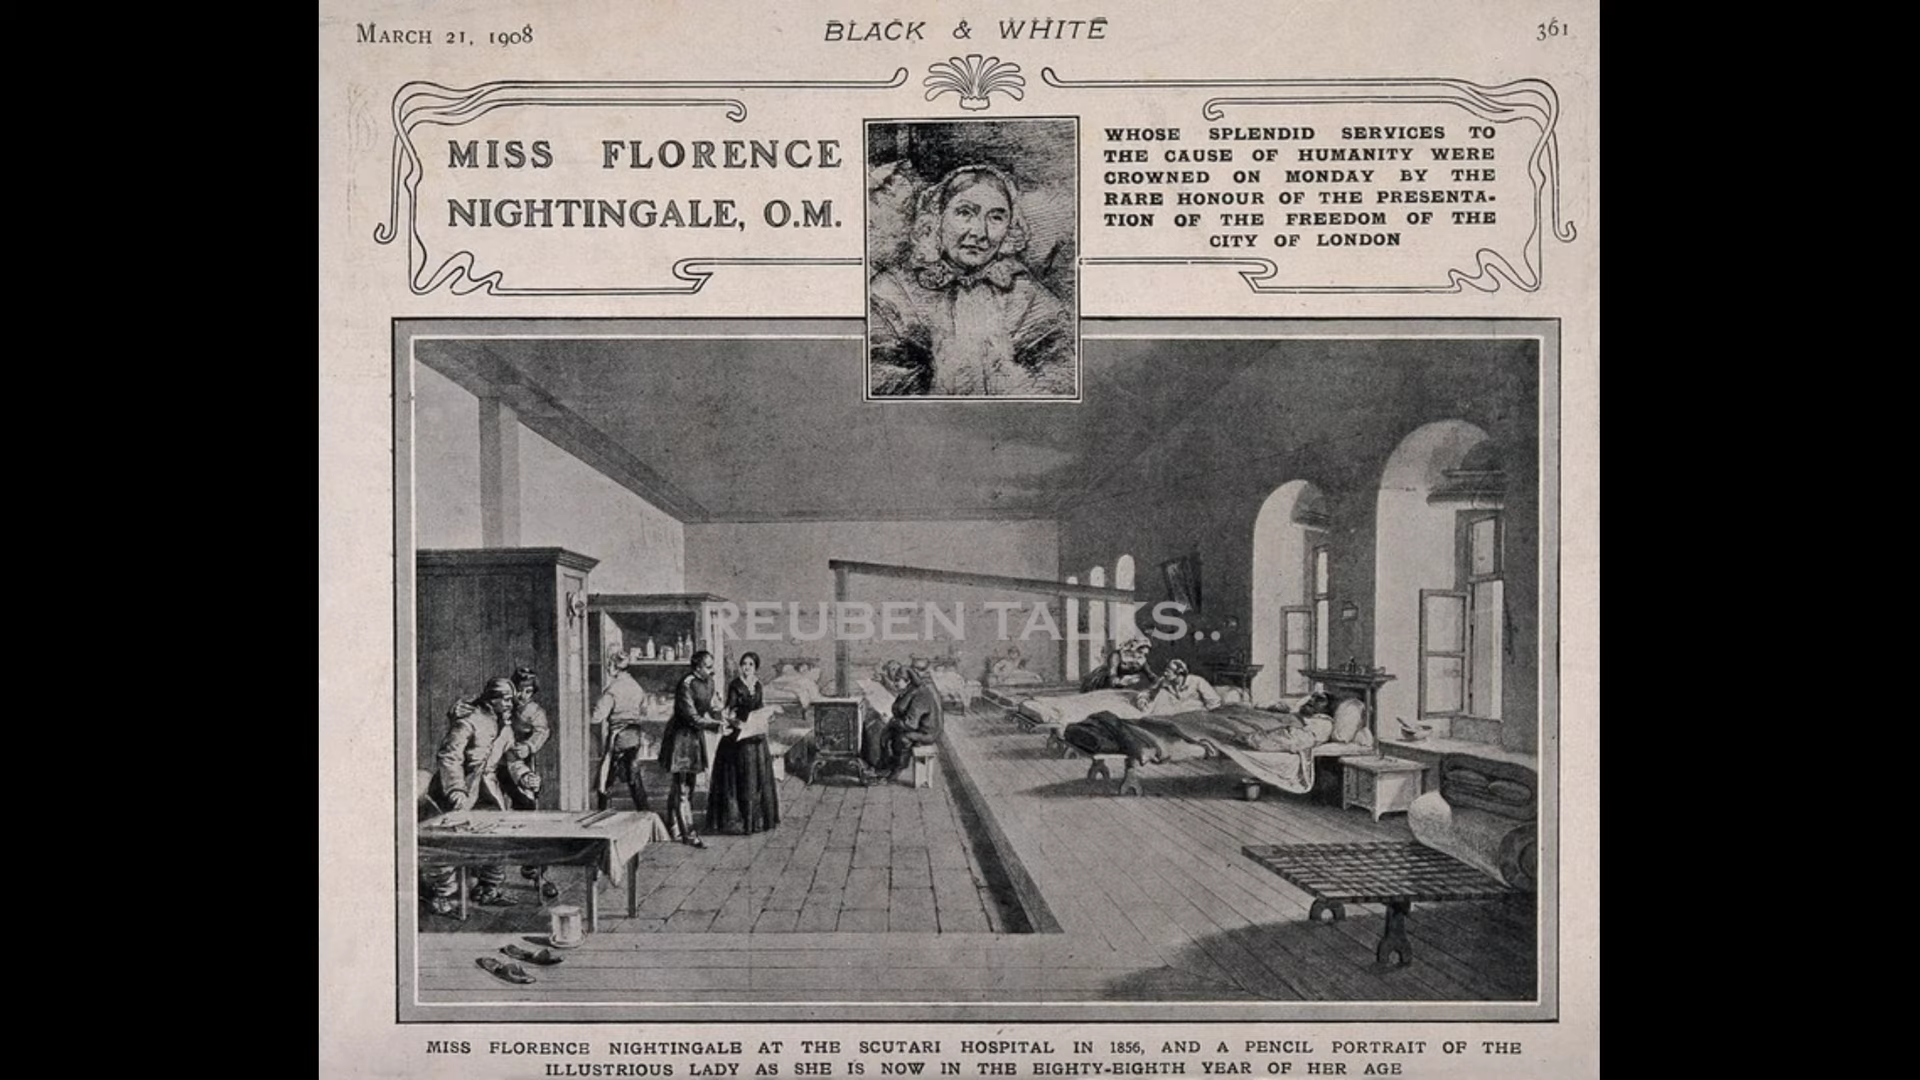 MARCH 21, 1908
BLACK & WHITE
361
MISS FLORENCE
NIGHTINGALE, O.M.
WHOSE SPLENDID SERVICES TO
THE CAUSE OF HUMANITY WERE
CROWNED ON MONDAY BY THE
RARE HONOUR OF THE PRESENTA-
TION OF THE FREEDOM OF THE
CITY OF LONDON
REUBEN TALKS..
MISS FLORENCE NIGHTINGALE AT THE SCUTARI HOSPITAL IN 1856, AND A PENCIL PORTRAIT OF THE
ILLUSTRIOUS LADY AS SHE IS NOW IN THE EIGHTY-EIGHTH YEAR OF HER AGE